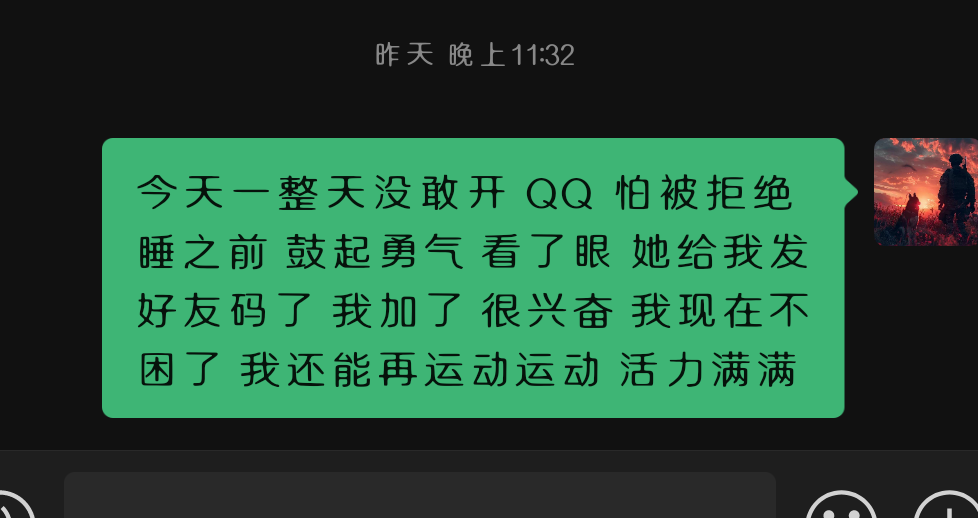 昨天 晚上11:32
今天一整天没敢开 QQ 怕被拒绝
睡之前 鼓起勇气 看了眼 她给我发
好友码了 我加了 很兴奋 我现在不
困了 我还能再运动运动 活力满满